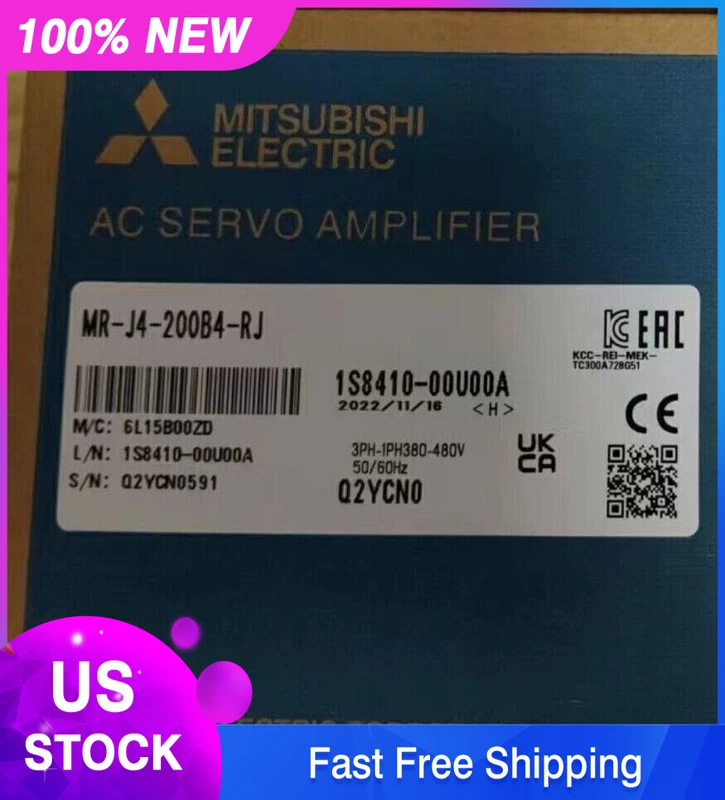 100% NEW
MITSUBISHI
ELECTRIC
AC SERVO AMPLIFIER
MR-J4-200B4-RJ
KC EAC
KCC-REI-MEK-
TC300A728G51
1S8410-00U00A
2022/11/16 <H>
M/C: 6L15B00ZD
L/N: 1S8410-00U00A
S/N: Q2YCN0591
3PH-1PH380-480V
50/60Hz
Q2YCN0
CE
UK
CA
US
STOCK
Fast Free Shipping